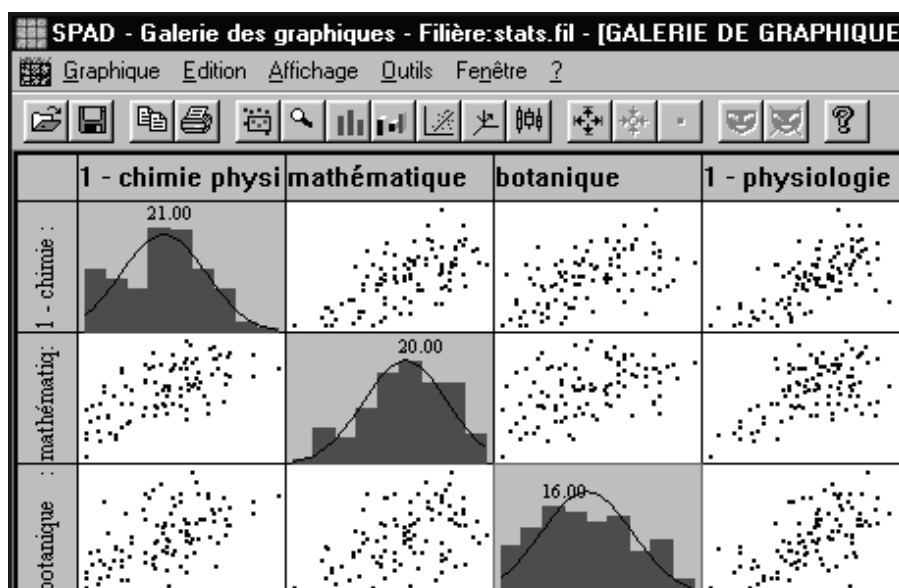 SPAD - Galerie des graphiques - Filière:stats.fil - [GALERIE DE GRAPHIQUE
Graphique Edition Affichage Outils Fenêtre ?
1 - chimie physi mathématique botanique 1 - physiologie
21.00
1 - chimie :
20.00
mathématiq:
16.00
botanique :